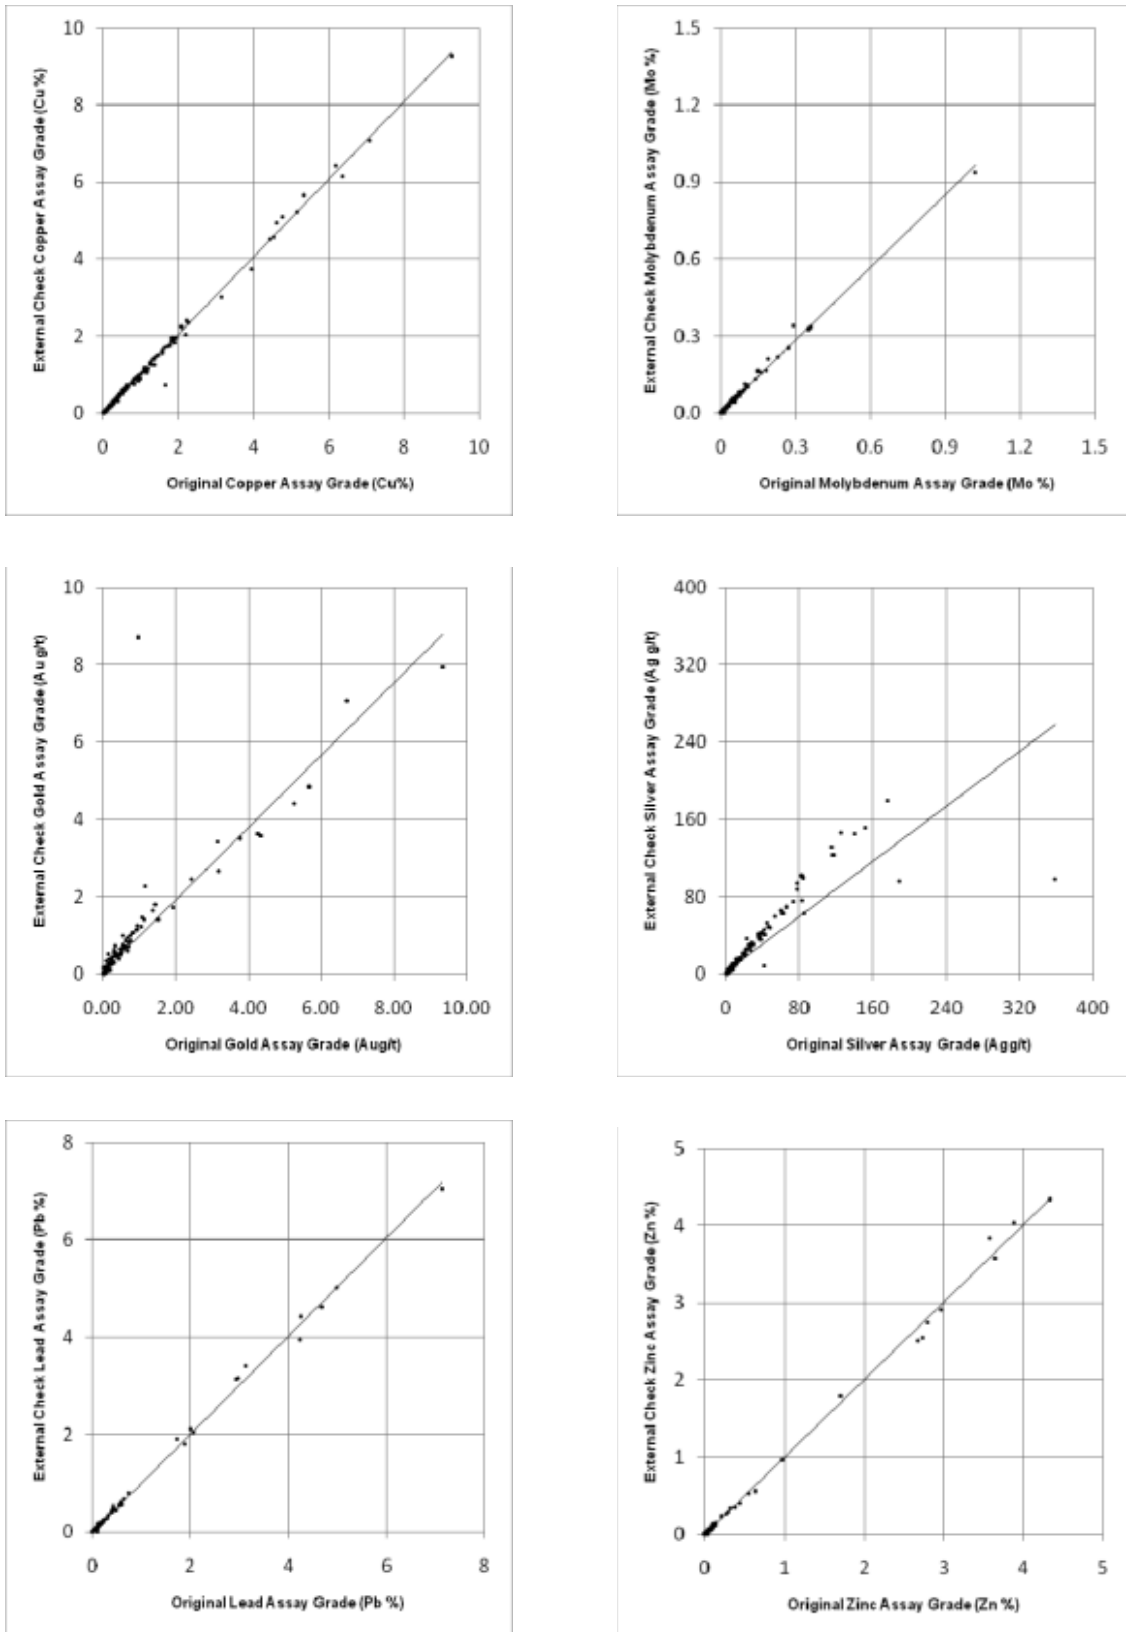 External Check Copper Assay Grade (Cu %)
10
8
6
4
2
0
0 2 4 6 8 10
Original Copper Assay Grade (Cu%)
External Check Molybdenum Assay Grade (Mo %)
1.5
1.2
0.9
0.6
0.3
0.0
0 0.3 0.6 0.9 1.2 1.5
Original Molybdenum Assay Grade (Mo %)
External Check Gold Assay Grade (Au g/t)
10
8
6
4
2
0
0.00 2.00 4.00 6.00 8.00 10.00
Original Gold Assay Grade (Au g/t)
External Check Silver Assay Grade (Ag g/t)
400
320
240
160
80
0
0 80 160 240 320 400
Original Silver Assay Grade (Ag g/t)
External Check Lead Assay Grade (Pb %)
8
6
4
2
0
0 2 4 6 8
Original Lead Assay Grade (Pb %)
External Check Zinc Assay Grade (Zn %)
5
4
3
2
1
0
0 1 2 3 4 5
Original Zinc Assay Grade (Zn %)